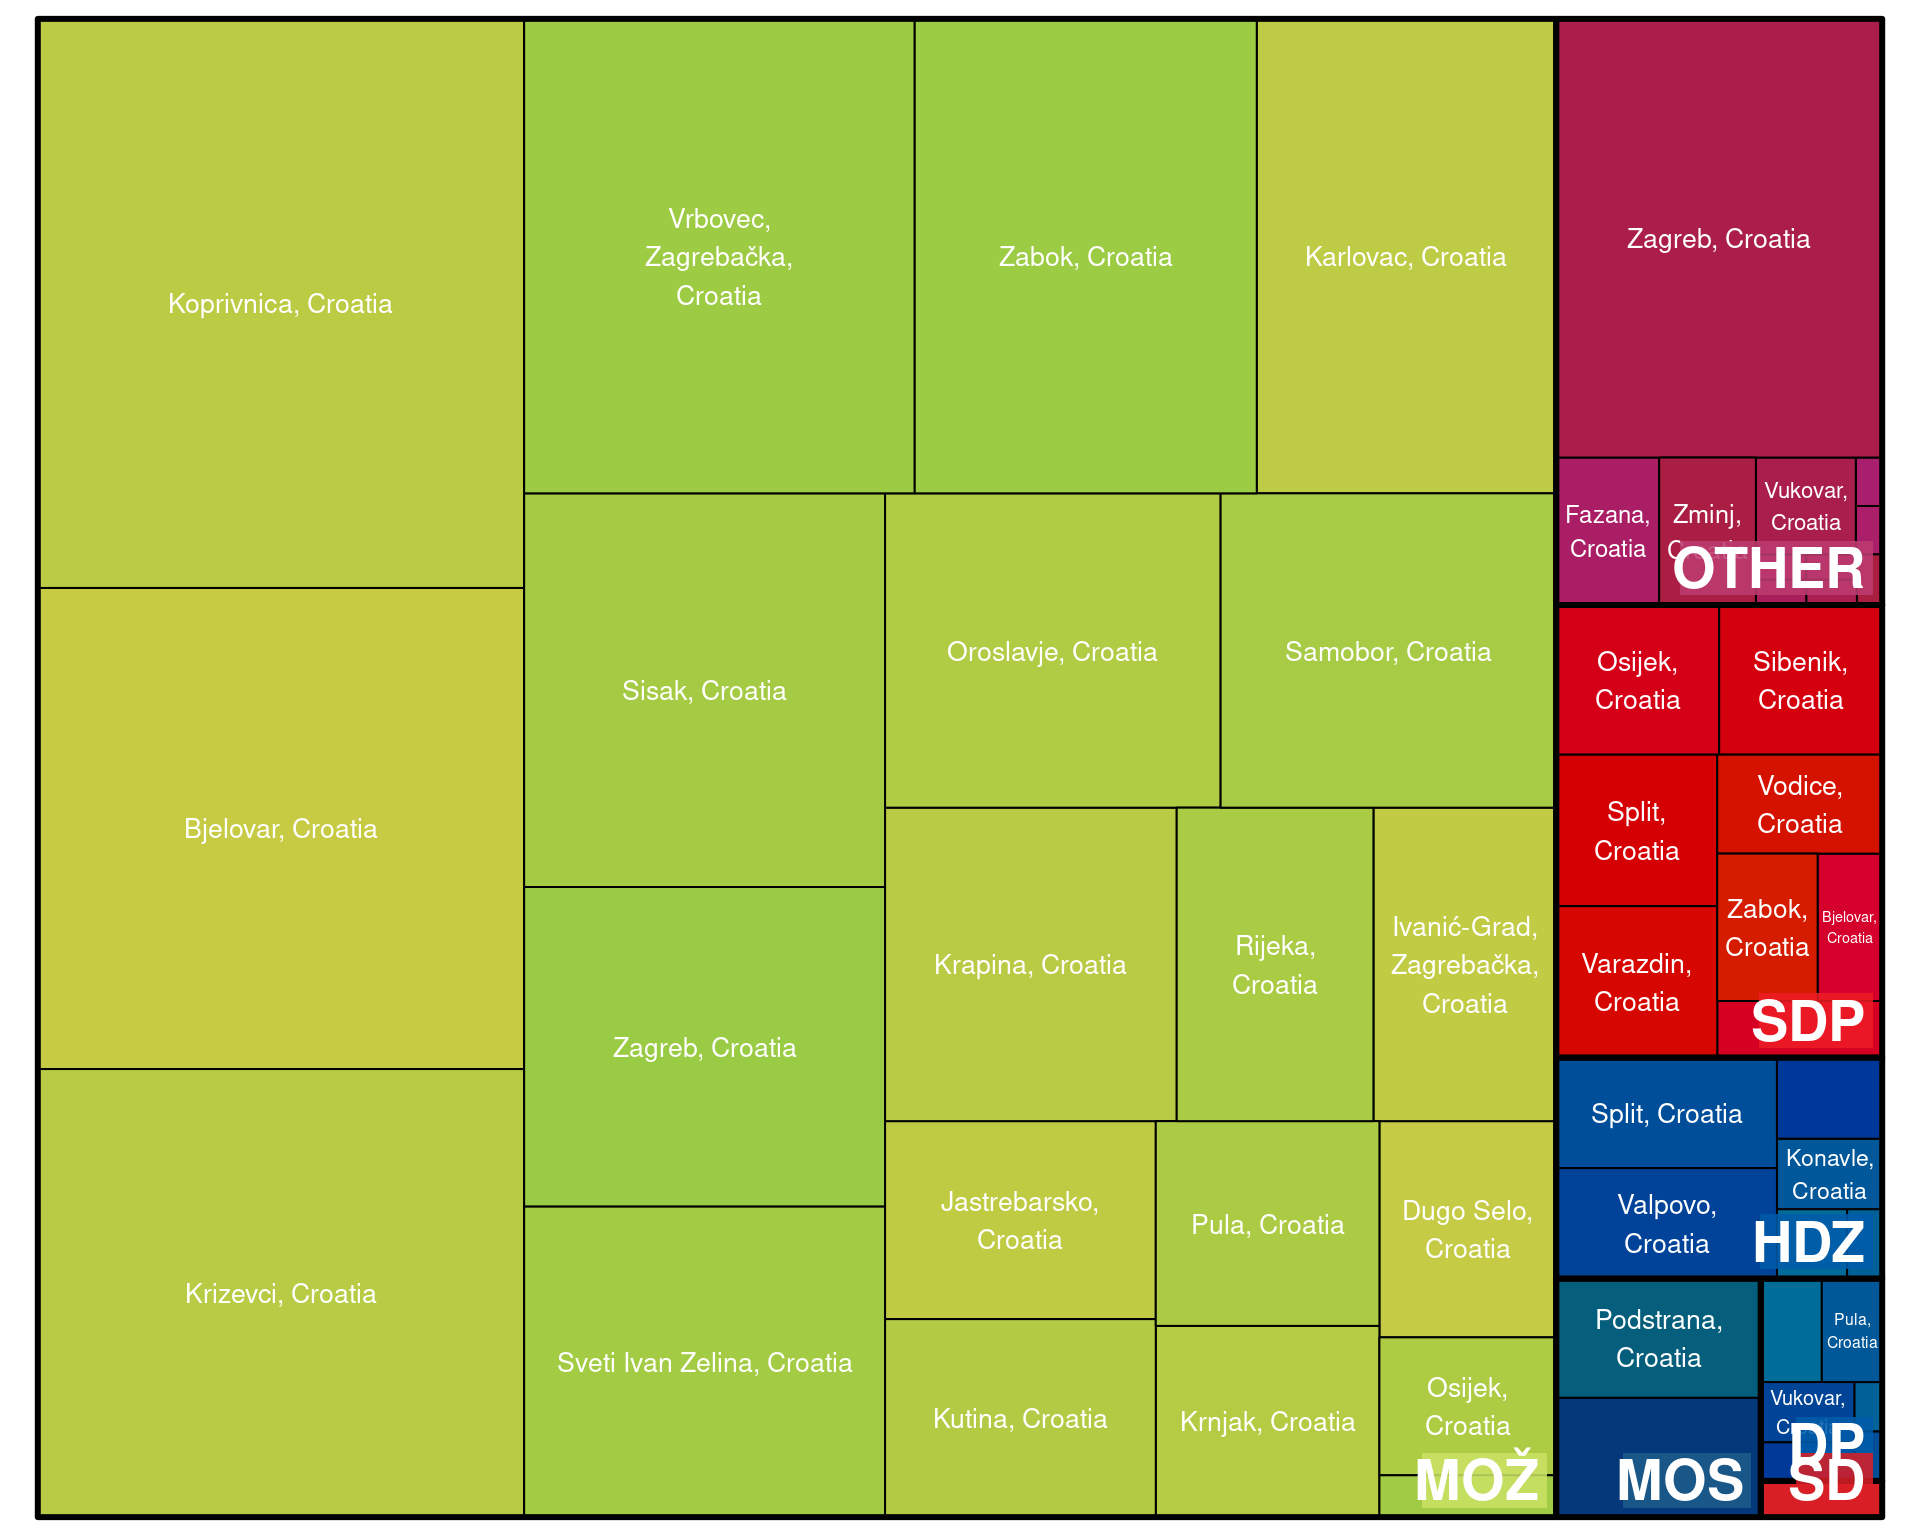 Koprivnica, Croatia
Bjelovar, Croatia
Krizevci, Croatia
Vrbovec,
Zagrebačka,
Croatia
Zabok, Croatia
Karlovac, Croatia
Sisak, Croatia
Zagreb, Croatia
Sveti Ivan Zelina, Croatia
Oroslavje, Croatia
Samobor, Croatia
Krapina, Croatia
Rijeka,
Croatia
Ivanić-Grad,
Zagrebačka,
Croatia
Jastrebarsko,
Croatia
Pula, Croatia
Dugo Selo,
Croatia
Kutina, Croatia
Krnjak, Croatia
Osijek,
Croatia
MOŽ
Zagreb, Croatia
Fazana,
Croatia
Zminj,
Croatia
Vukovar,
Croatia
OTHER
Osijek,
Croatia
Sibenik,
Croatia
Split,
Croatia
Vodice,
Croatia
Zabok,
Croatia
Bjelovar,
Croatia
Varazdin,
Croatia
SDP
Split, Croatia
Konavle,
Croatia
Valpovo,
Croatia
HDZ
Podstrana,
Croatia
MOS
Pula,
Croatia
Vukovar,
Croatia
DP
SD